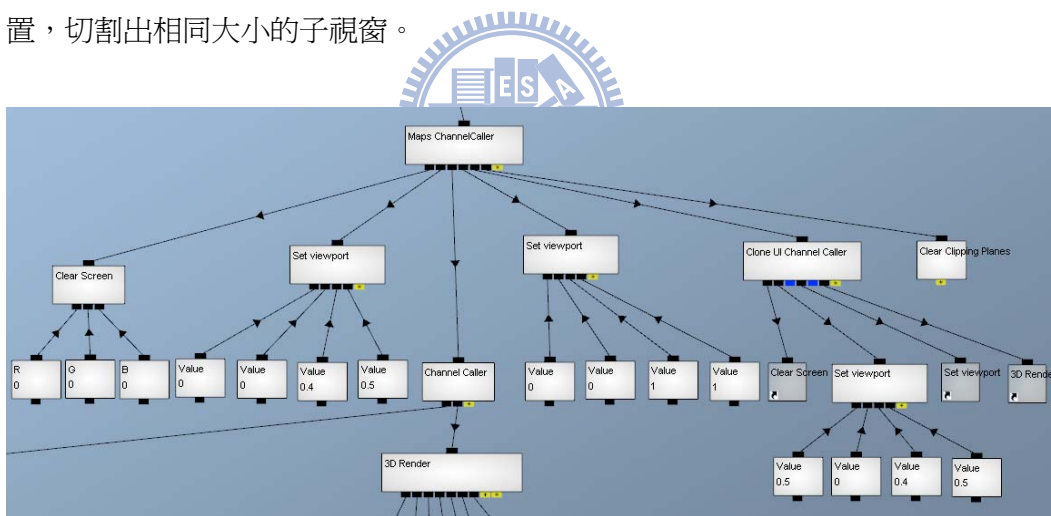 置，切割出相同大小的子視窗。
ES
Maps ChannelCaller
Set viewport
Set viewport
Clone UI Channel Caller
Clear Clipping Planes
Clear Screen
R
0
G
0
B
0
Value
0
Value
0
Value
0.4
Value
0.5
Channel Caller
Value
0
Value
0
Value
1
Value
1
Clear Screen
Set viewport
Set viewport
3D Rende
3D Render
Value
0.5
Value
0
Value
0.4
Value
0.5